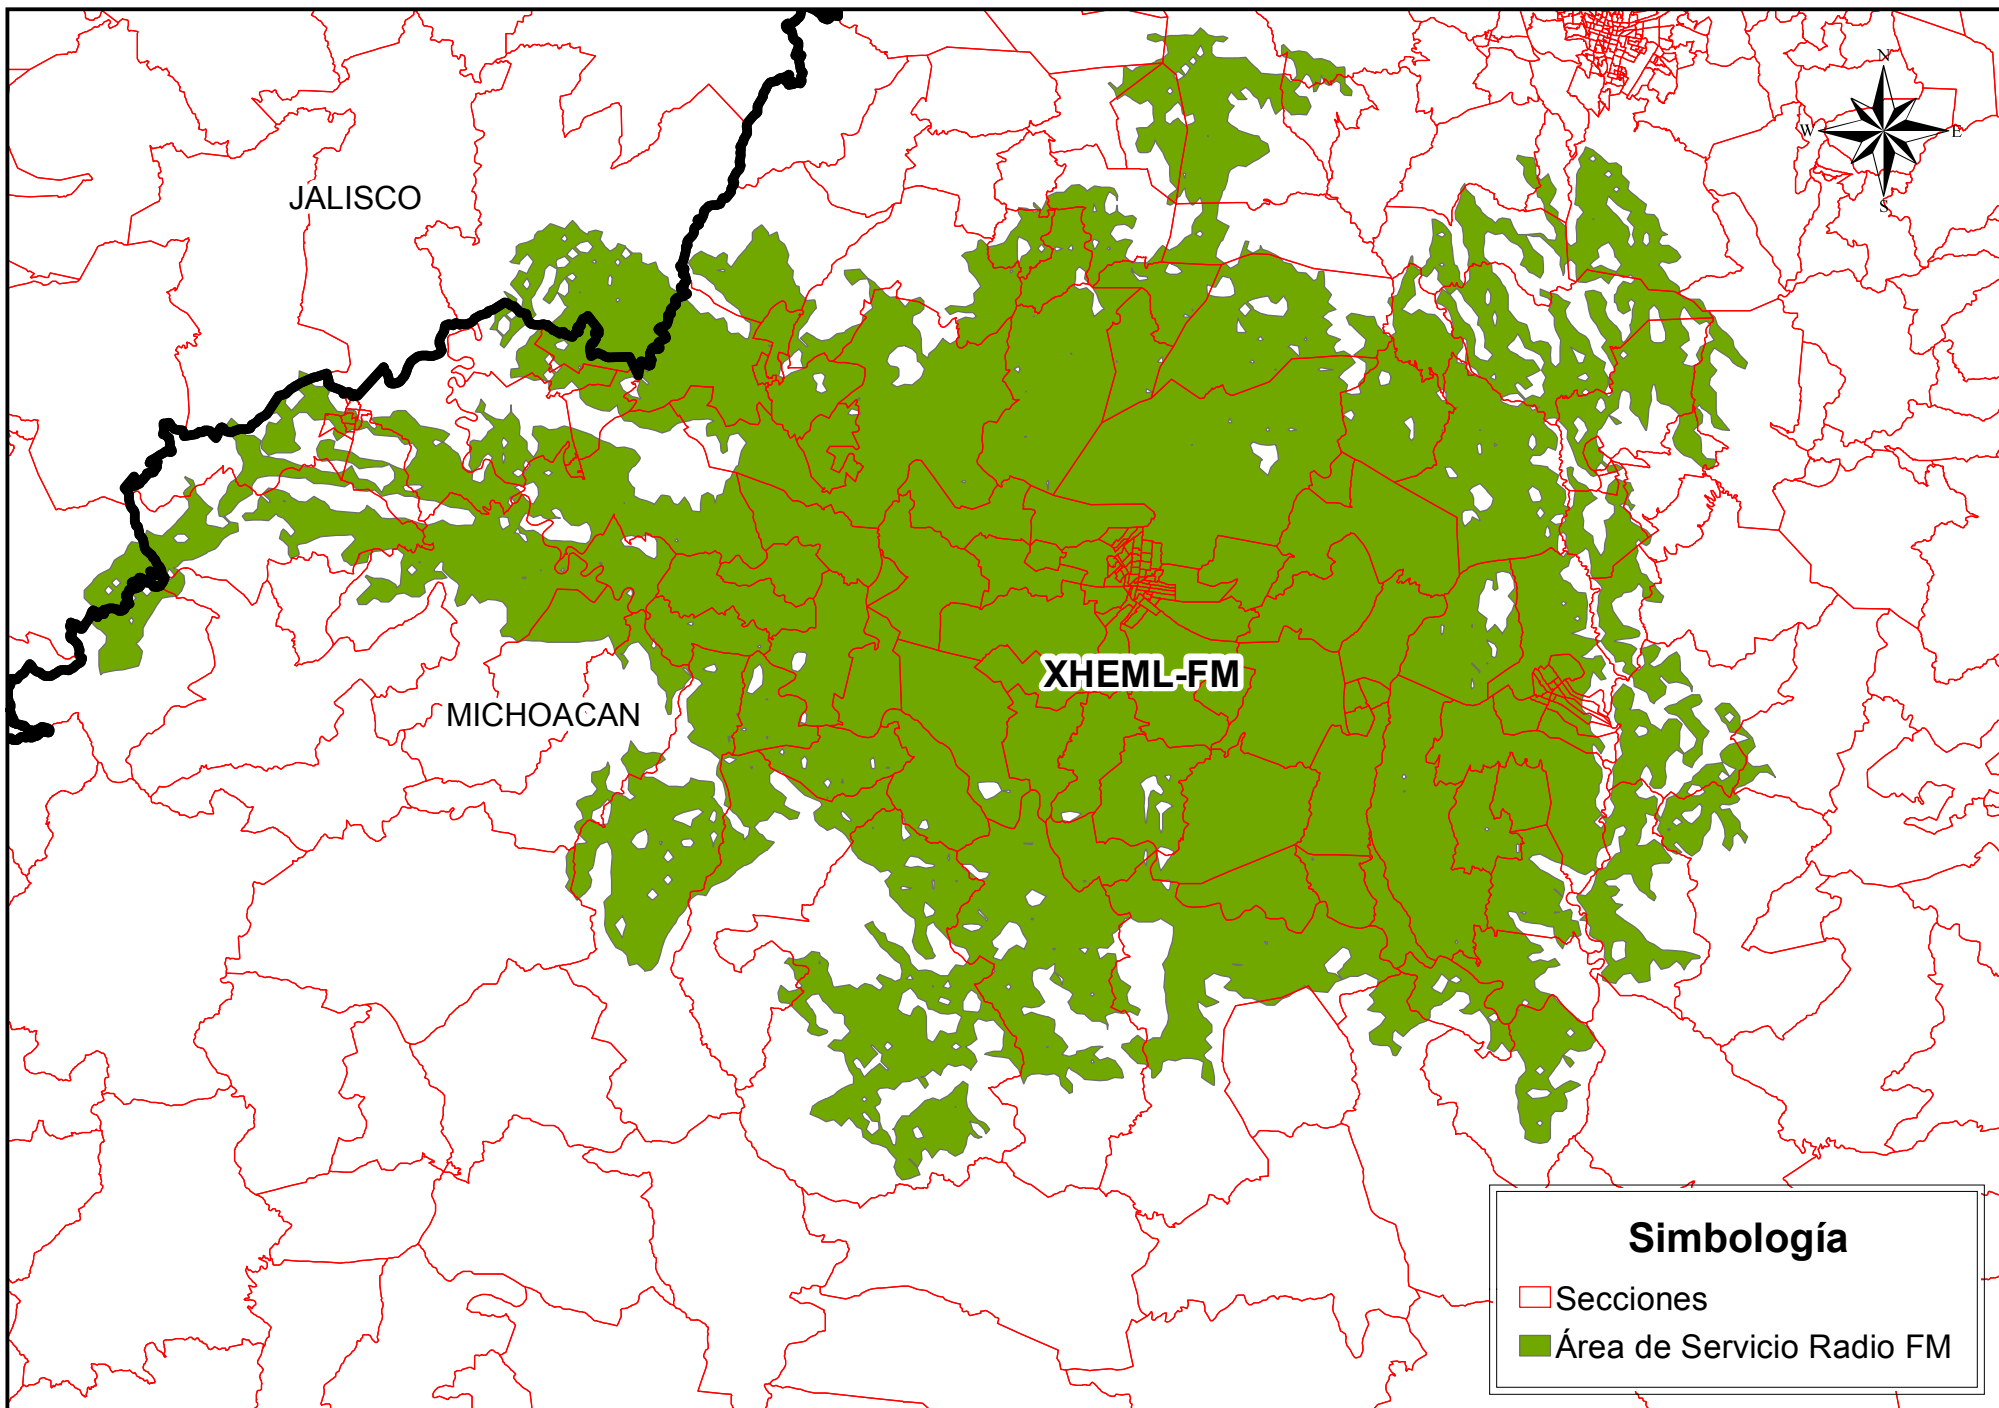 N
W E
S
JALISCO
XHEML-FM
MICHOACAN
Simbología
Secciones
Área de Servicio Radio FM